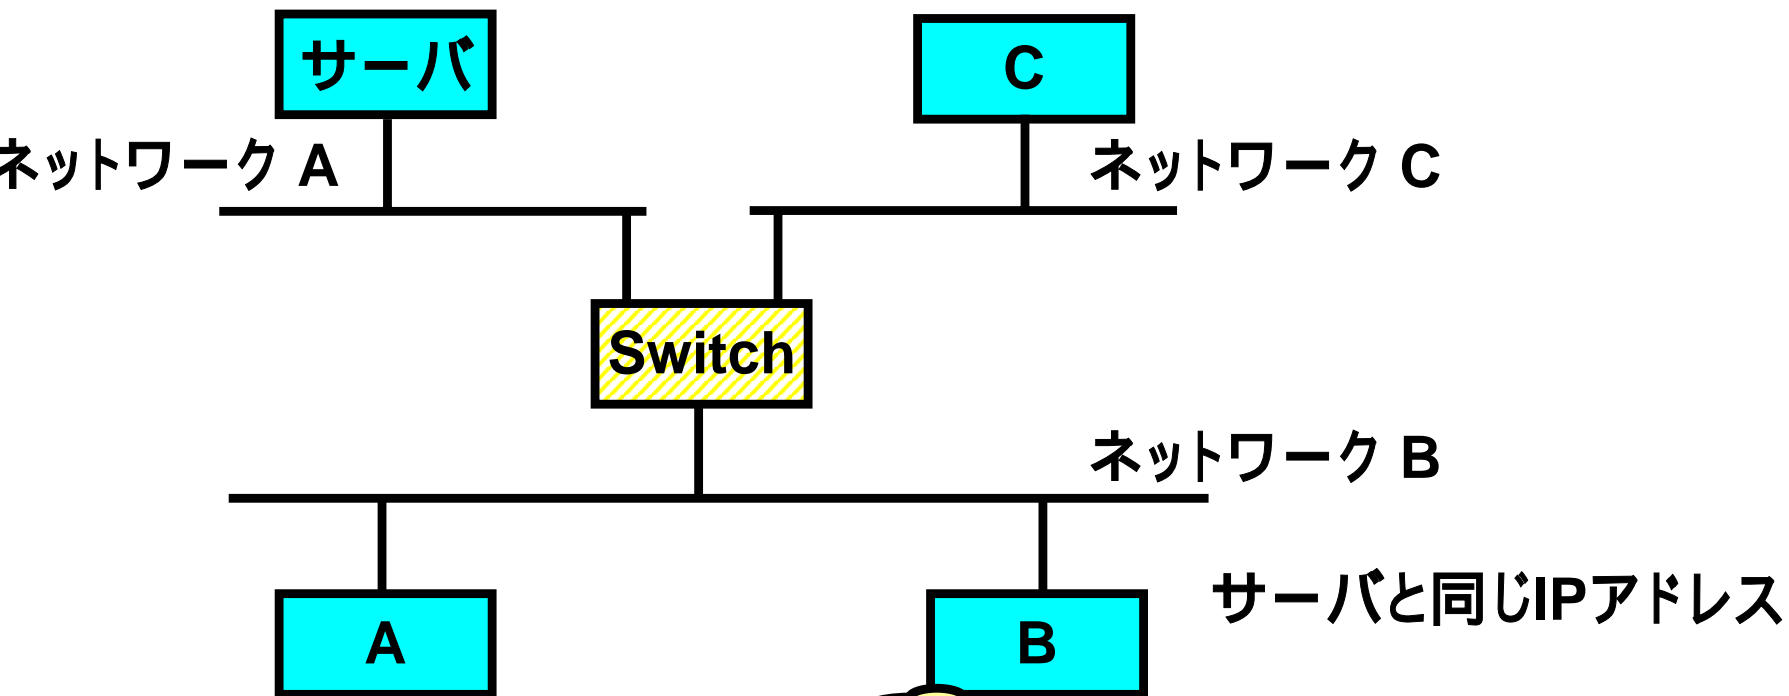 サーバ
C
ネットワーク A
ネットワーク C
Switch
ネットワーク B
サーバと同じIPアドレス
A
B